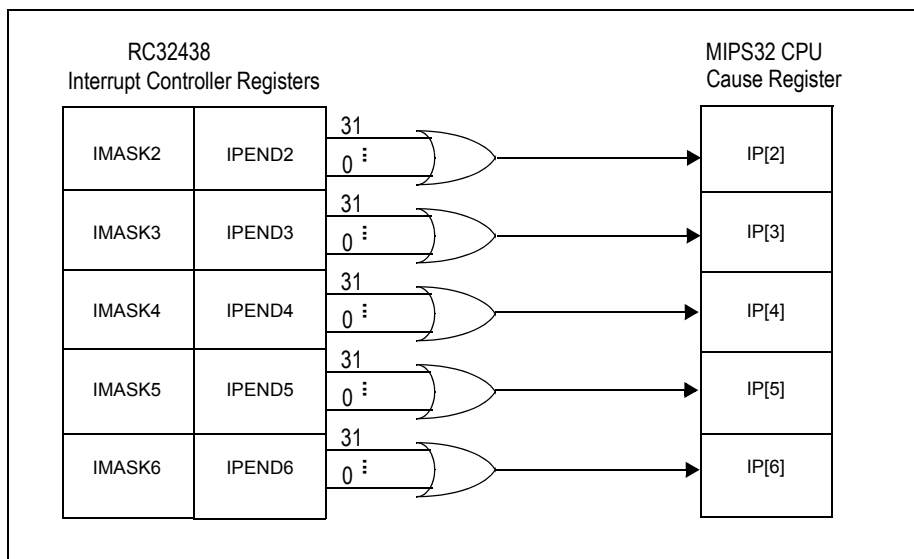 RC32438
Interrupt Controller Registers
MIPS32 CPU
Cause Register
IMASK2 IPEND2 31 0 ... IP[2]
IMASK3 IPEND3 31 0 ... IP[3]
IMASK4 IPEND4 31 0 ... IP[4]
IMASK5 IPEND5 31 0 ... IP[5]
IMASK6 IPEND6 31 0 ... IP[6]